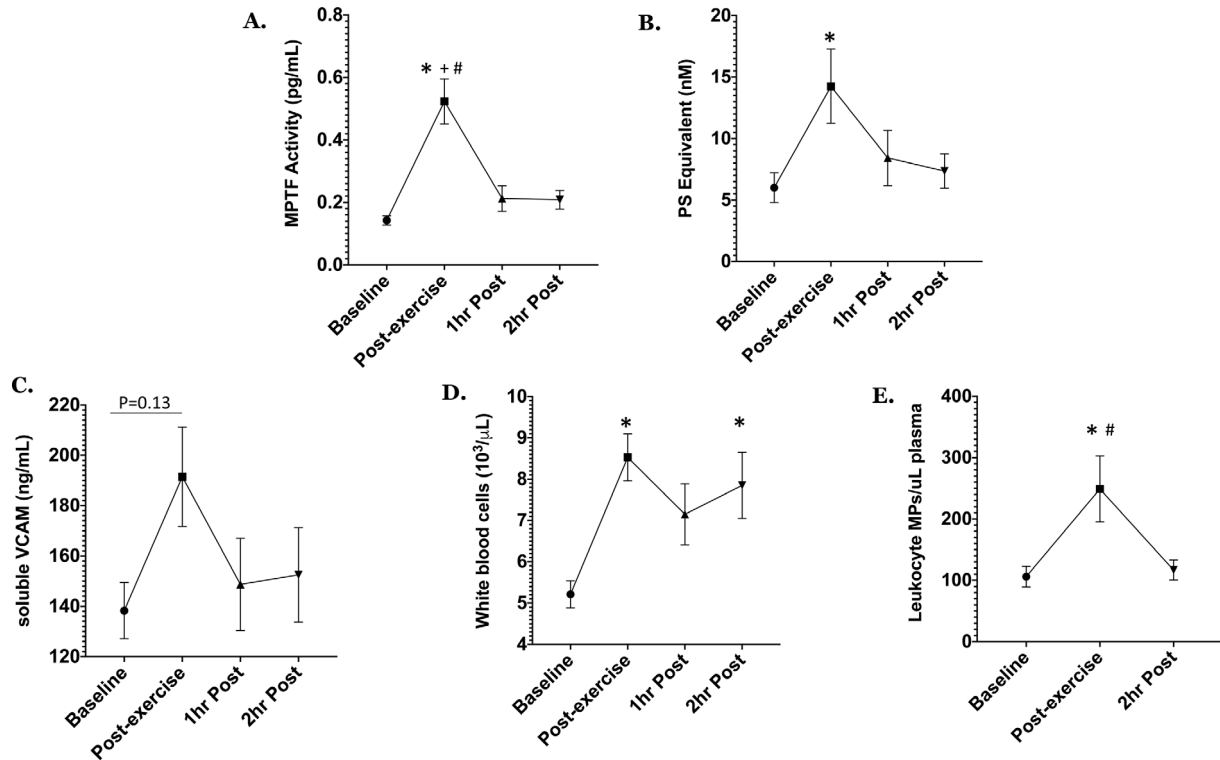 A.
MPTF Activity (pg/mL)
0.8
0.6
0.4
0.2
0.0
* + #
Baseline
Post-exercise
1hr Post
2hr Post
B.
PS Equivalent (nM)
20
15
10
5
0
*
Baseline
Post-exercise
1hr Post
2hr Post
C.
soluble VCAM (ng/mL)
220
200
180
160
140
120
P=0.13
Baseline
Post-exercise
1hr Post
2hr Post
D.
White blood cells (10^3/μL)
10
9
8
7
6
5
4
*
*
Baseline
Post-exercise
1hr Post
2hr Post
E.
Leukocyte MPs/uL plasma
400
300
200
100
0
* #
Baseline
Post-exercise
2hr Post